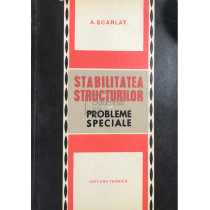 A. SCARLAT
STABILITATEA
STRUCTURILOR
PROBLEME
SPECIALE
EDITURA TEHNICĂ